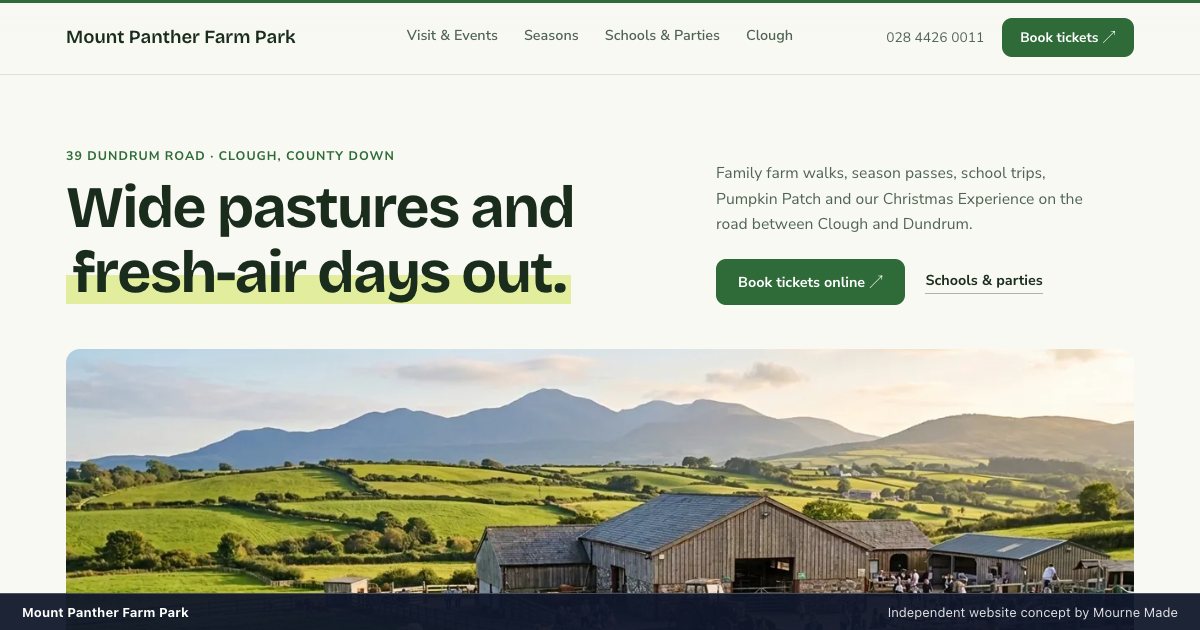 Mount Panther Farm Park
Visit & Events
Seasons
Schools & Parties
Clough
028 4426 0011
Book tickets ↗
39 DUNDRUM ROAD · CLOUGH, COUNTY DOWN
Wide pastures and
fresh-air days out.
Family farm walks, season passes, school trips,
Pumpkin Patch and our Christmas Experience on the
road between Clough and Dundrum.
Book tickets online ↗
Schools & parties
Mount Panther Farm Park
Independent website concept by Mourne Made